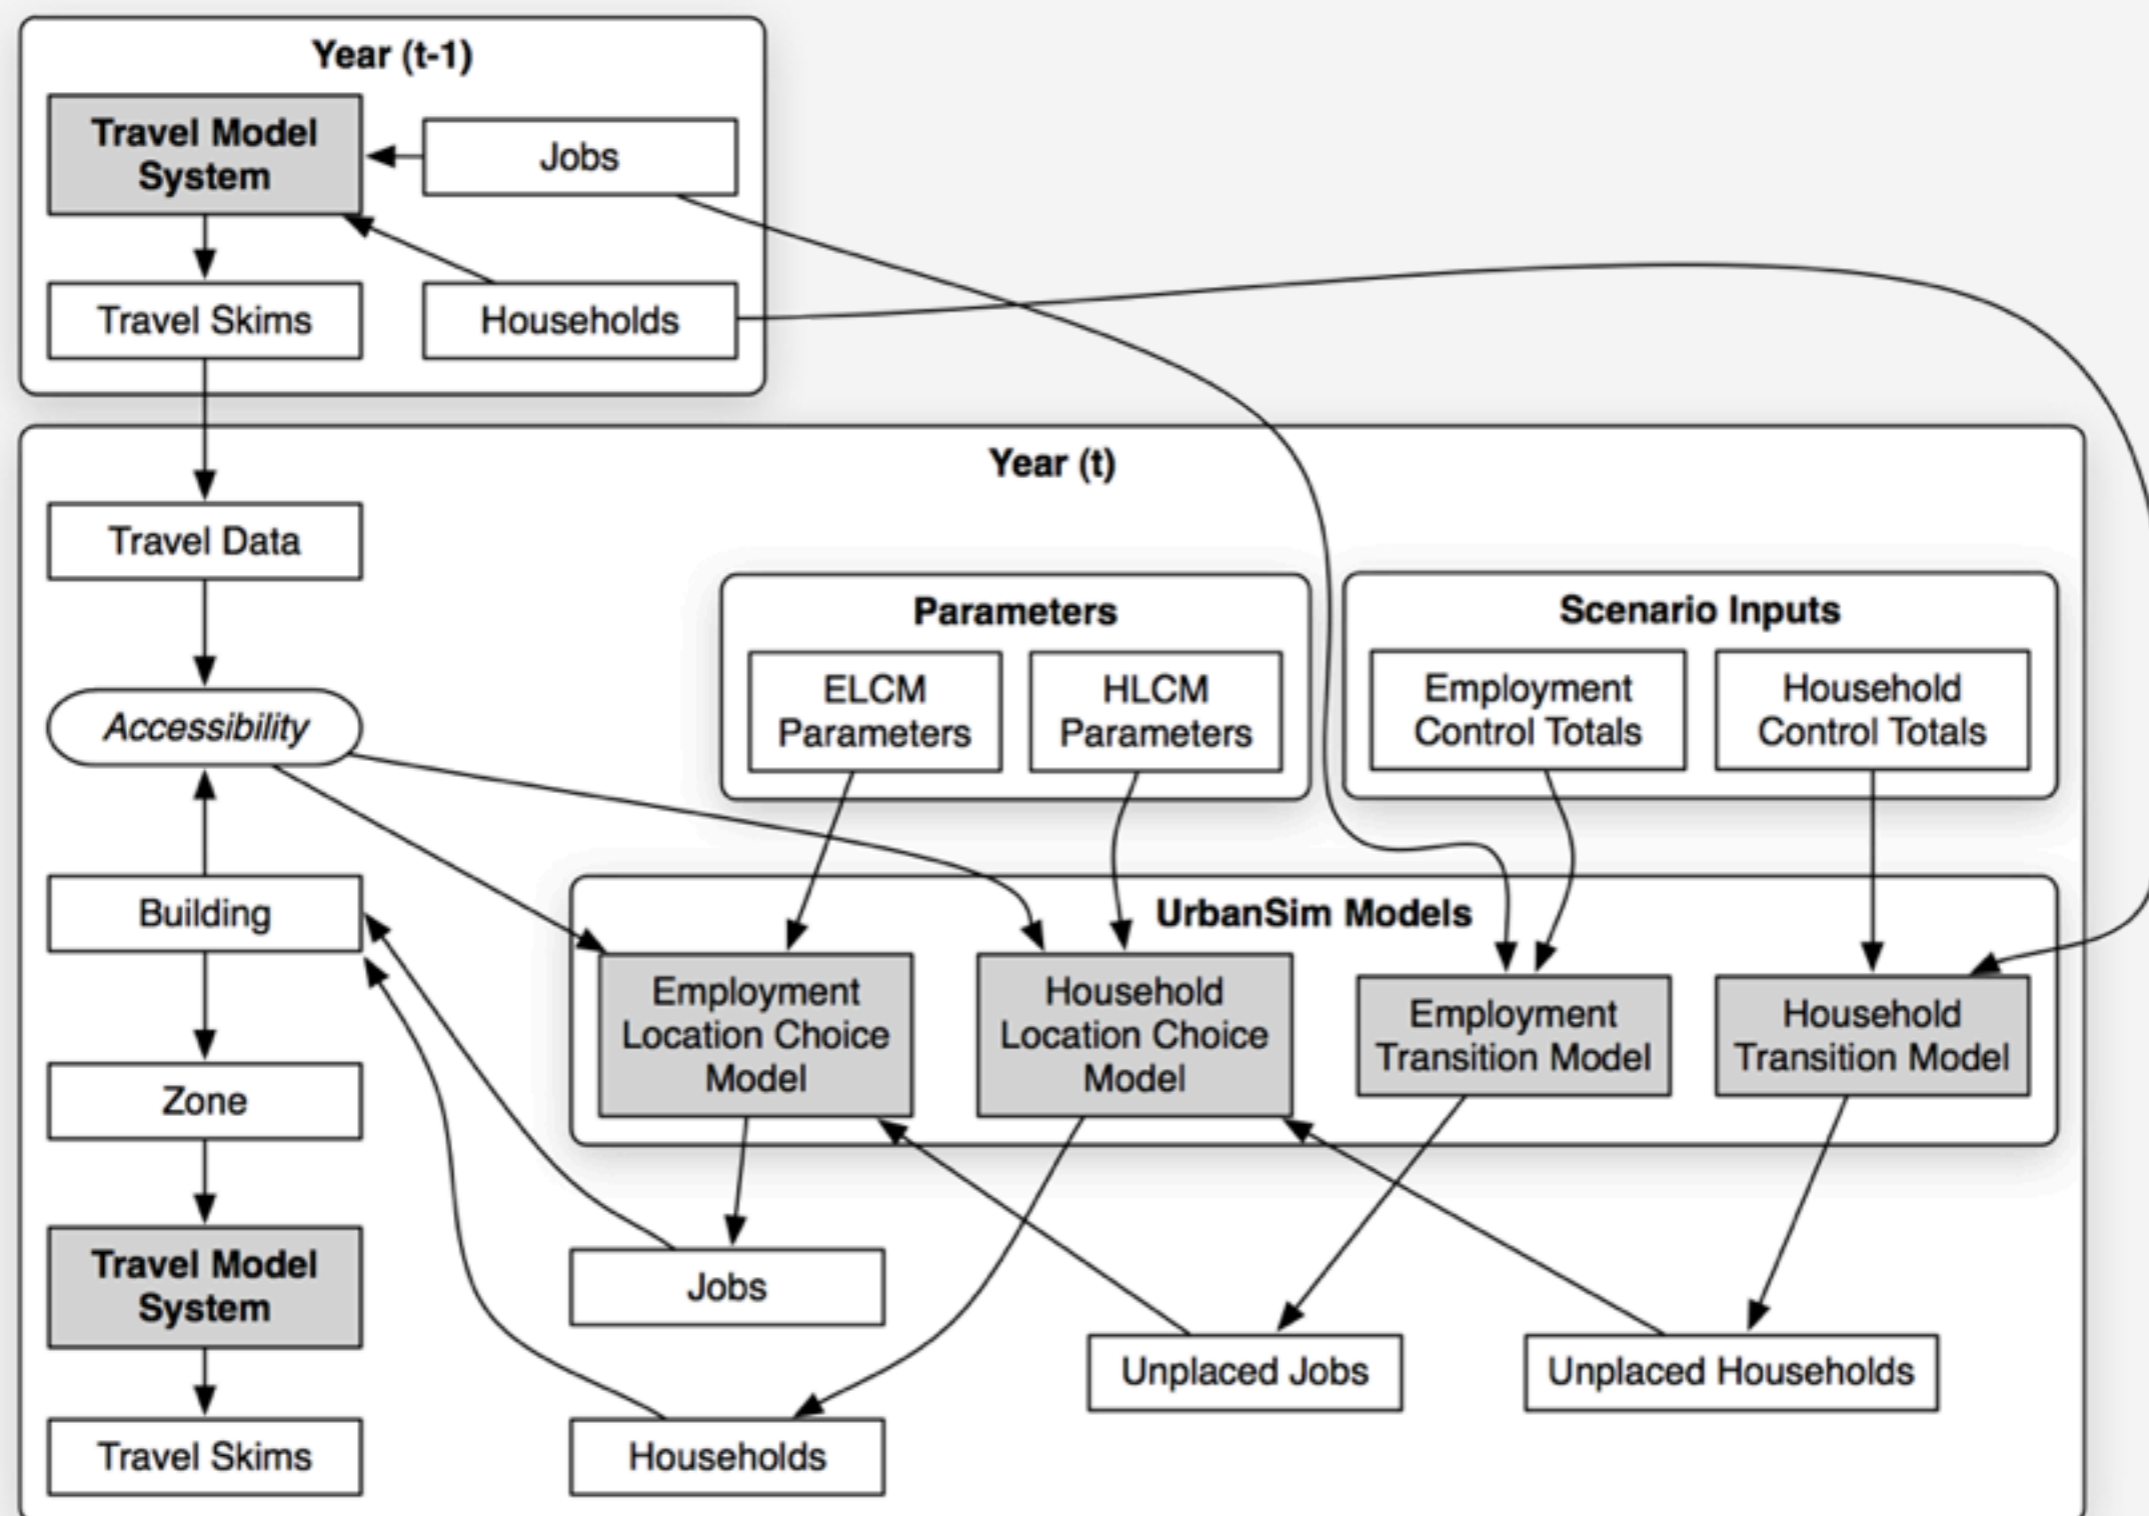 Year (t-1)
Travel Model
System
Jobs
Travel Skims
Households
Year (t)
Travel Data
Parameters
ELCM
Parameters
HLCM
Parameters
Scenario Inputs
Employment
Control Totals
Household
Control Totals
Accessibility
Building
UrbanSim Models
Employment
Location Choice
Model
Household
Location Choice
Model
Employment
Transition Model
Household
Transition Model
Zone
Travel Model
System
Jobs
Unplaced Jobs
Unplaced Households
Travel Skims
Households